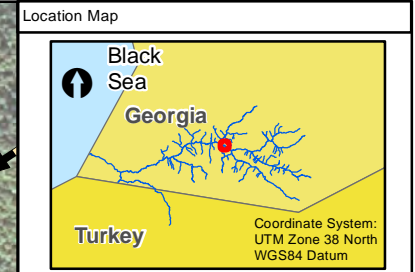 Location Map
Black
Sea
Georgia
Turkey
Coordinate System:
UTM Zone 38 North
WGS84 Datum